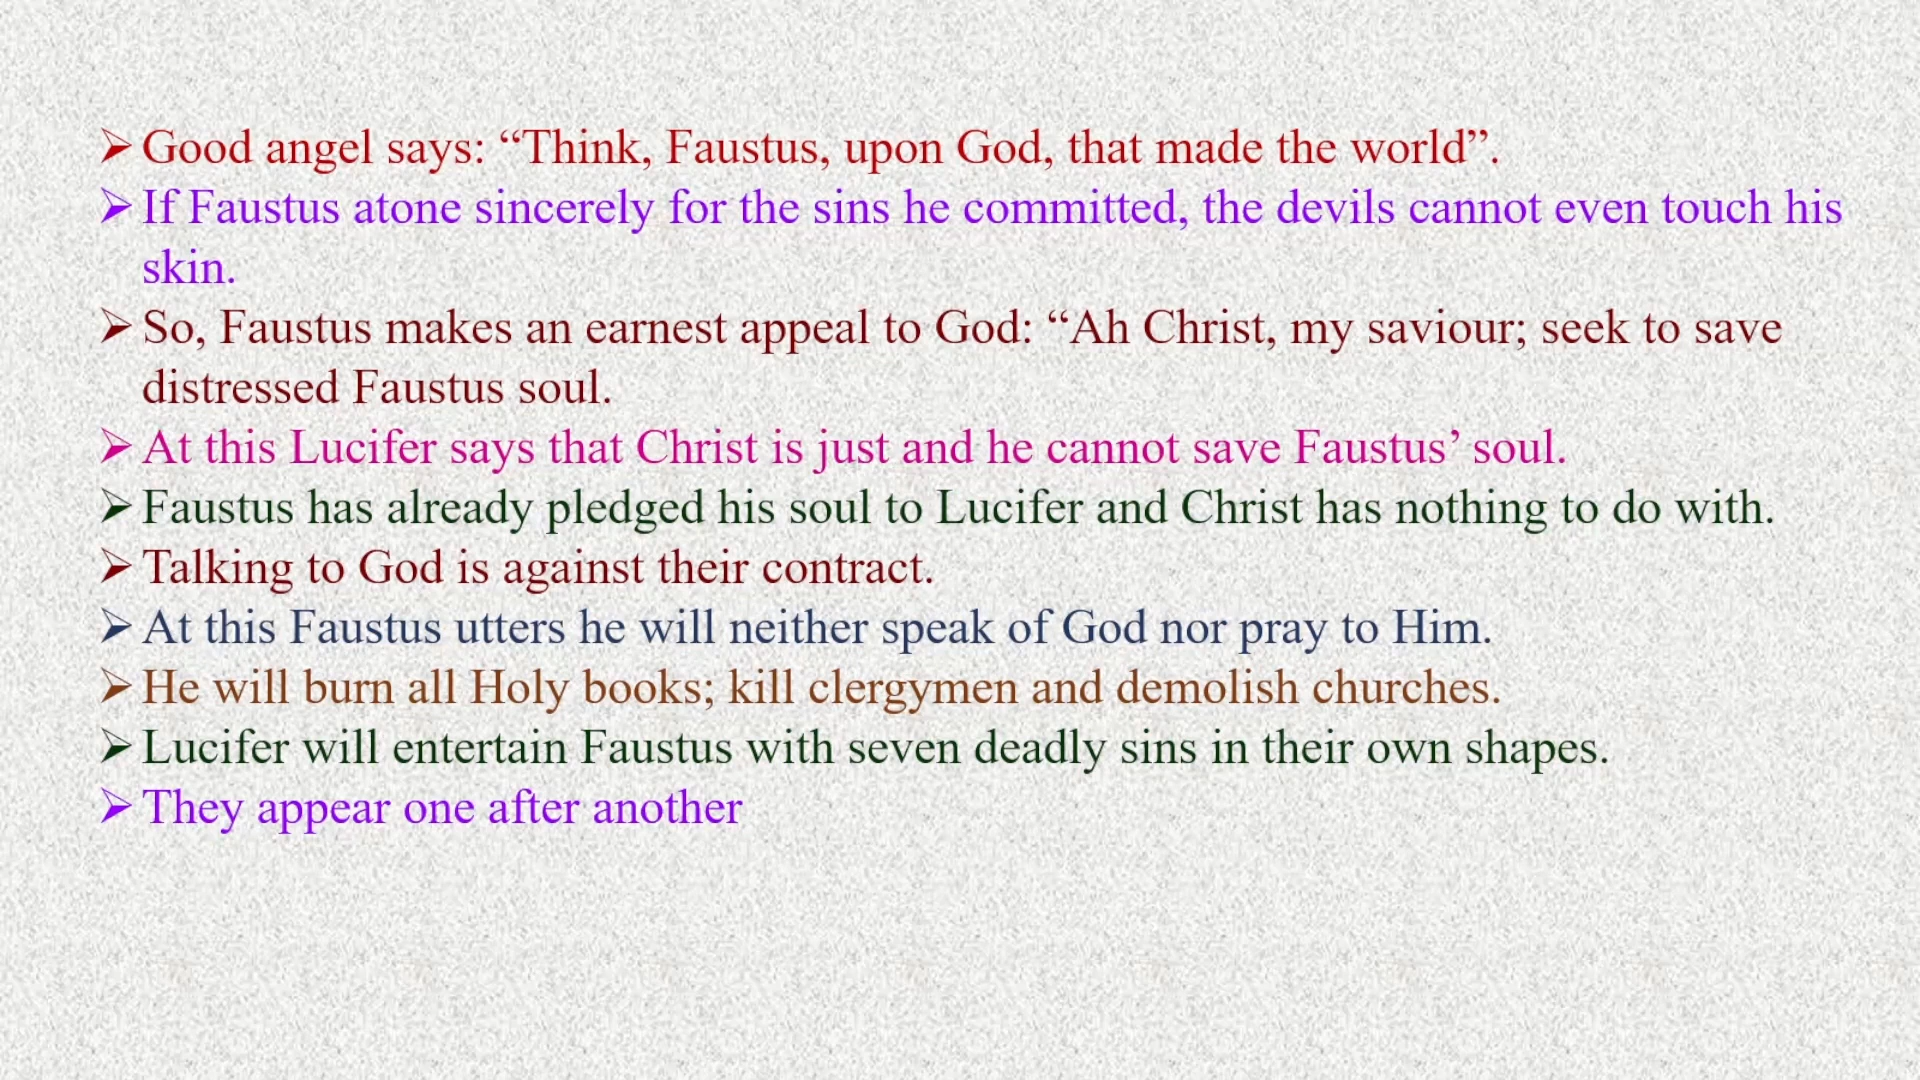 ➢Good angel says: “Think, Faustus, upon God, that made the world”.
➢If Faustus atone sincerely for the sins he committed, the devils cannot even touch his
skin.
➢So, Faustus makes an earnest appeal to God: “Ah Christ, my saviour; seek to save
distressed Faustus soul.
➢At this Lucifer says that Christ is just and he cannot save Faustus’ soul.
➢Faustus has already pledged his soul to Lucifer and Christ has nothing to do with.
➢Talking to God is against their contract.
➢At this Faustus utters he will neither speak of God nor pray to Him.
➢He will burn all Holy books; kill clergymen and demolish churches.
➢Lucifer will entertain Faustus with seven deadly sins in their own shapes.
➢They appear one after another